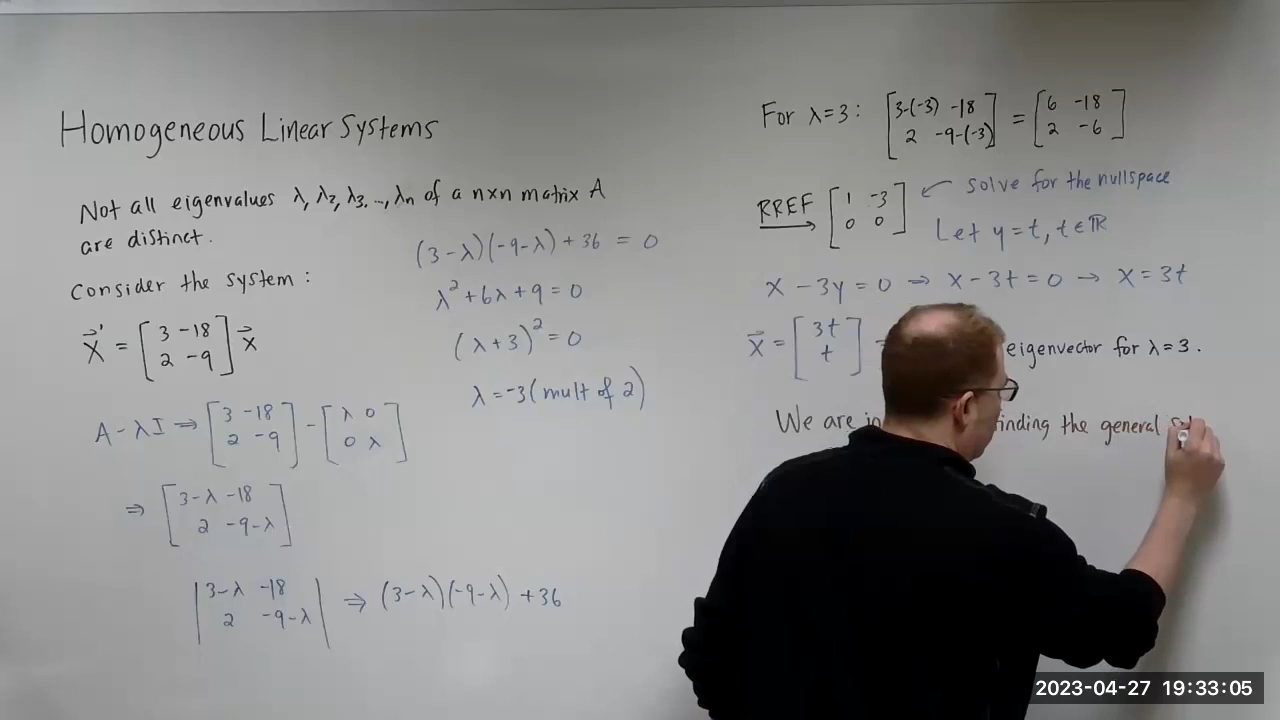 Homogeneous Linear Systems
Not all eigenvalues λ, λ₂, λ₃, ..., λₙ of a n×n matrix A
are distinct.
Consider the system:
x⃗' = [3 -18; 2 -9] x⃗
A - λI ⇒ [3 -18; 2 -9] - [λ 0; 0 λ]
⇒ [3-λ -18; 2 -9-λ]
|3-λ -18; 2 -9-λ| ⇒ (3-λ)(-9-λ) + 36
(3-λ)(-9-λ) + 36 = 0
λ² + 6λ + 9 = 0
(λ+3)² = 0
λ = -3 (mult of 2)
For λ=3: [3-(-3) -18; 2 -9-(-3)] = [6 -18; 2 -6]
RREF → [1 -3; 0 0] ← solve for the nullspace
Let y = t, t ∈ ℝ
x - 3y = 0 ⇒ x - 3t = 0 → x = 3t
x⃗ = [3t; t] = eigenvector for λ=3.
We are finding the general
2023-04-27 19:33:05